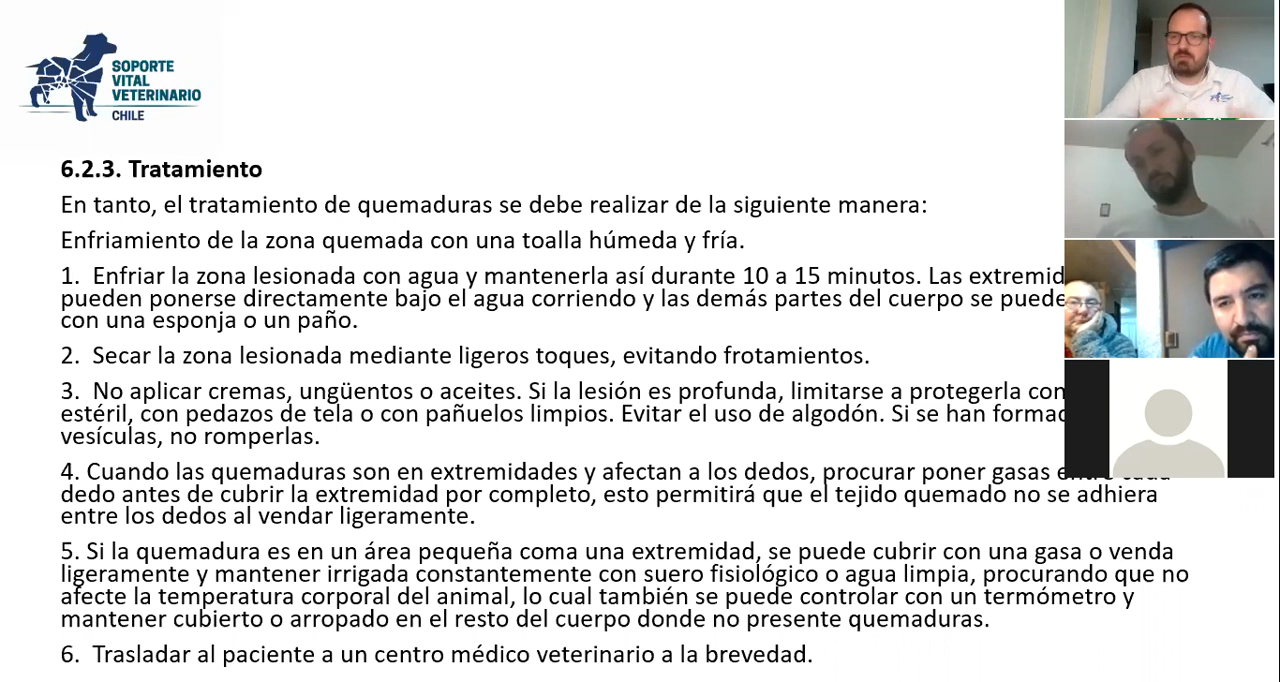 SOPORTE
VITAL
VETERINARIO
CHILE
6.2.3. Tratamiento
En tanto, el tratamiento de quemaduras se debe realizar de la siguiente manera:
Enfriamiento de la zona quemada con una toalla húmeda y fría.
1. Enfriar la zona lesionada con agua y mantenerla así durante 10 a 15 minutos. Las extremid
pueden ponerse directamente bajo el agua corriendo y las demás partes del cuerpo se puede
con una esponja o un paño.
2. Secar la zona lesionada mediante ligeros toques, evitando frotamientos.
3. No aplicar cremas, ungüentos o aceites. Si la lesión es profunda, limitarse a protegerla con
estéril, con pedazos de tela o con pañuelos limpios. Evitar el uso de algodón. Si se han formad
vesículas, no romperlas.
4. Cuando las quemaduras son en extremidades y afectan a los dedos, procurar poner gasas entre cada
dedo antes de cubrir la extremidad por completo, esto permitirá que el tejido quemado no se adhiera
entre los dedos al vendar ligeramente.
5. Si la quemadura es en un área pequeña coma una extremidad, se puede cubrir con una gasa o venda
ligeramente y mantener irrigada constantemente con suero fisiológico o agua limpia, procurando que no
afecte la temperatura corporal del animal, lo cual también se puede controlar con un termómetro y
mantener cubierto o arropado en el resto del cuerpo donde no presente quemaduras.
6. Trasladar al paciente a un centro médico veterinario a la brevedad.